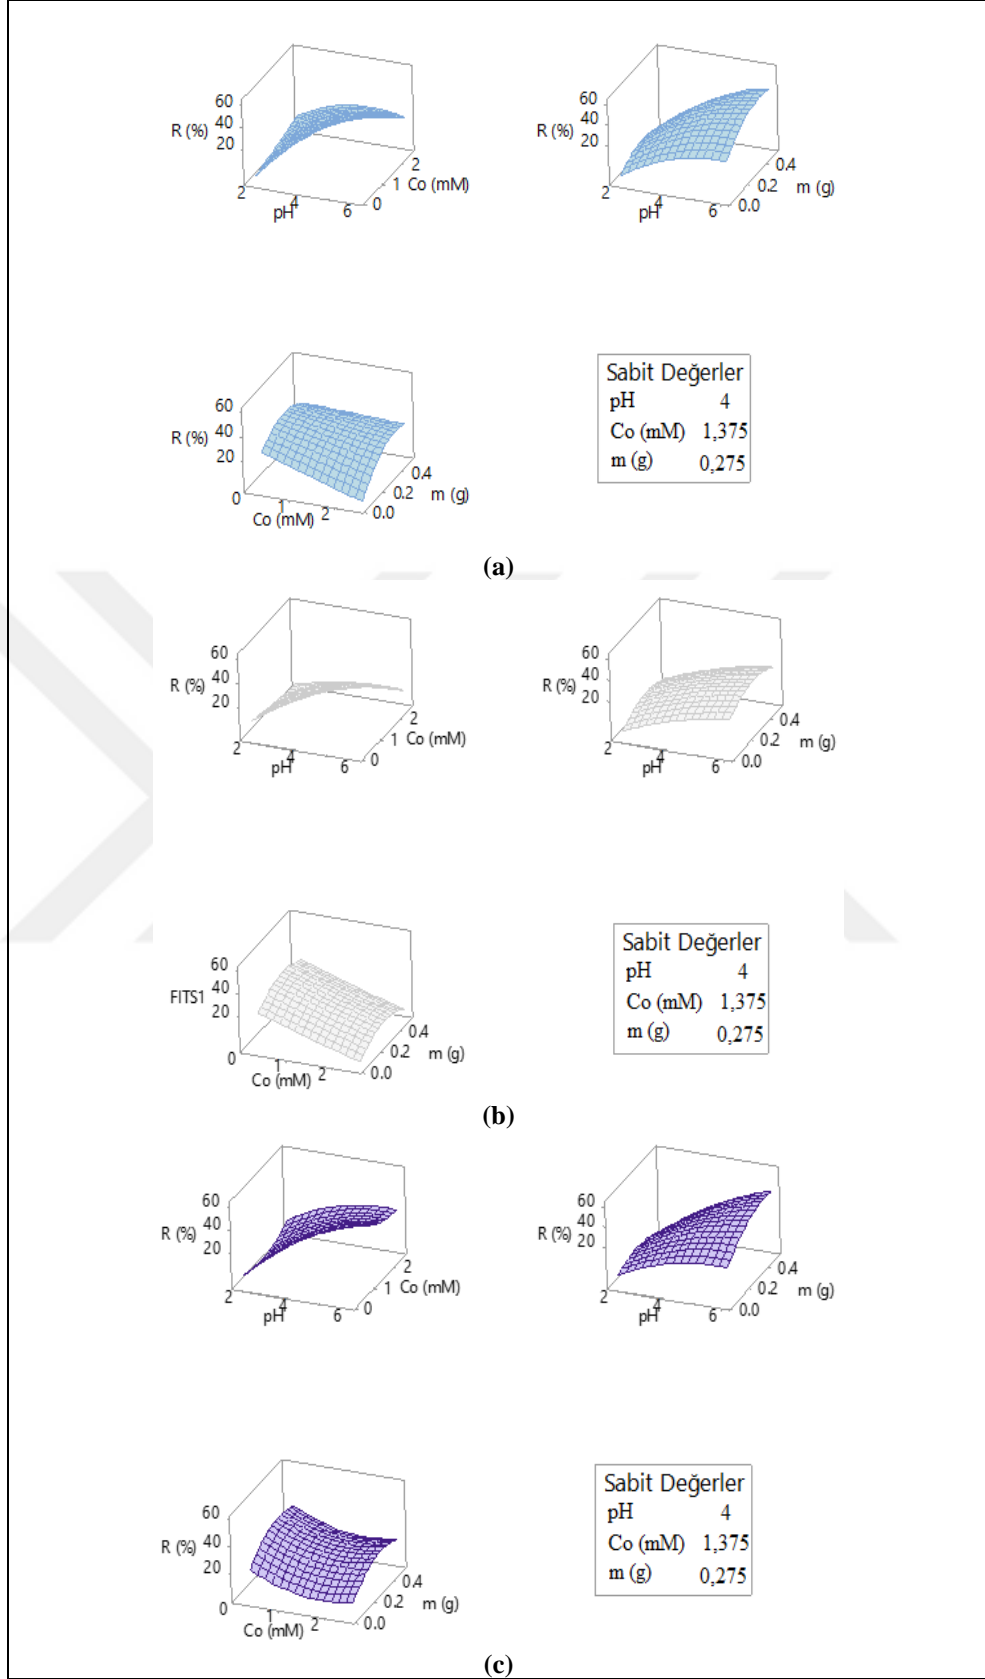 60
40
20
R (%)
2
4
6
pH
0
1
2
Co (mM)
60
40
20
R (%)
2
4
6
pH
0.0
0.2
0.4
m (g)
60
40
20
R (%)
0
1
2
Co (mM)
0.0
0.2
0.4
m (g)
Sabit Değerler
pH 4
Co (mM) 1,375
m (g) 0,275
(a)
60
40
20
R (%)
2
4
6
pH
0
1
2
Co (mM)
60
40
20
R (%)
2
4
6
pH
0.0
0.2
0.4
m (g)
60
40
20
FITS1
0
1
2
Co (mM)
0.0
0.2
0.4
m (g)
Sabit Değerler
pH 4
Co (mM) 1,375
m (g) 0,275
(b)
60
40
20
R (%)
2
4
6
pH
0
1
2
Co (mM)
60
40
20
R (%)
2
4
6
pH
0.0
0.2
0.4
m (g)
60
40
20
R (%)
0
1
2
Co (mM)
0.0
0.2
0.4
m (g)
Sabit Değerler
pH 4
Co (mM) 1,375
m (g) 0,275
(c)